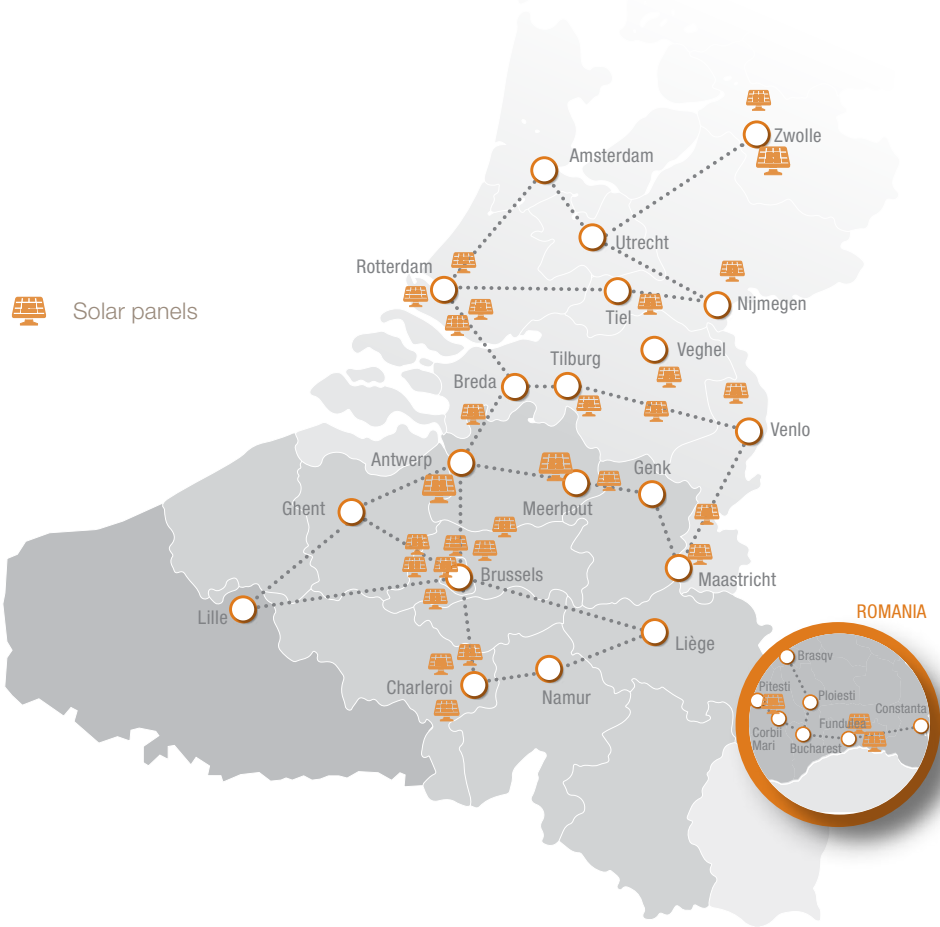 Zwolle
Amsterdam
Utrecht
Rotterdam
Solar panels
Nijmegen
Tiel
Veghel
Tilburg
Breda
Venlo
Antwerp
Genk
Ghent
Meerhout
Brussels
Maastricht
Lille
ROMANIA
Liège
Brasqv
Charleroi
Namur
Pitesti
Ploiesti
Constanta
Fundulea
Corbii
Mari
Bucharest